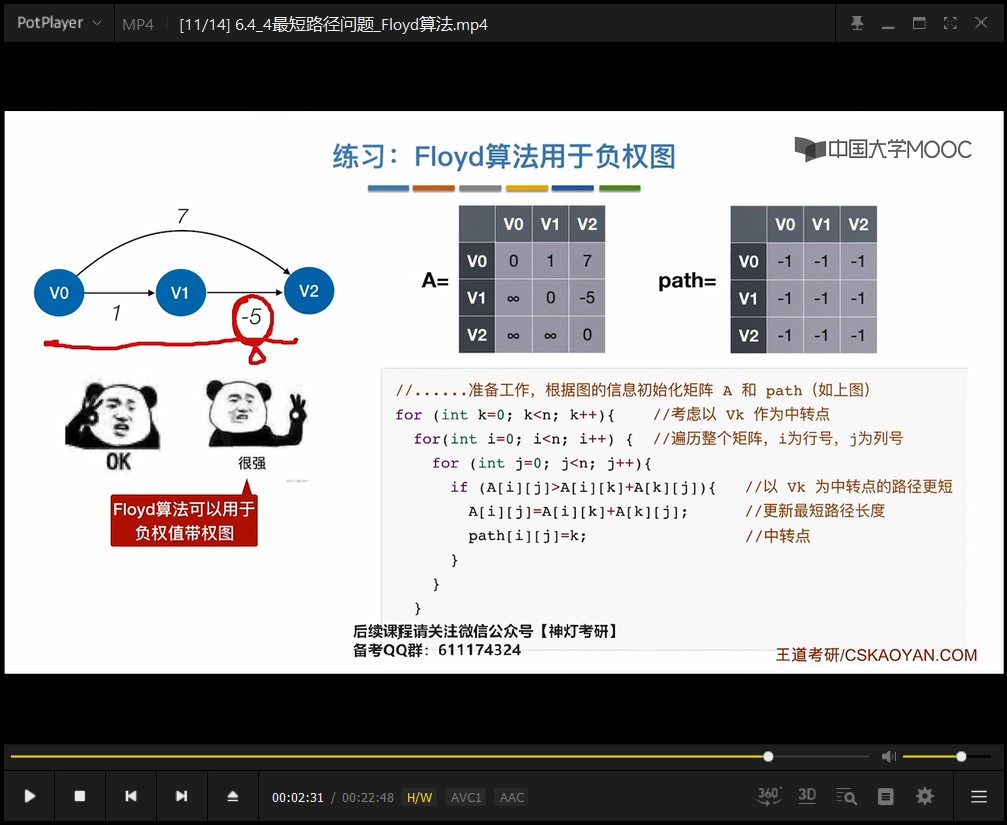 PotPlayer MP4 [11/14] 6.4_4最短路径问题_Floyd算法.mp4
练习：Floyd算法用于负权图
中国大学MOOC
7
V0 V1 V2
1 -5
OK
很强
Floyd算法可以用于
负权值带权图
A=
V0 V1 V2
V0 0 1 7
V1 ∞ 0 -5
V2 ∞ ∞ 0
path=
V0 V1 V2
V0 -1 -1 -1
V1 -1 -1 -1
V2 -1 -1 -1
//......准备工作，根据图的信息初始化矩阵 A 和 path（如上图）
for (int k=0; k<n; k++){ //考虑以 Vk 作为中转点
for(int i=0; i<n; i++) { //遍历整个矩阵，i为行号，j为列号
for (int j=0; j<n; j++){
if (A[i][j]>A[i][k]+A[k][j]){ //以 Vk 为中转点的路径更短
A[i][j]=A[i][k]+A[k][j]; //更新最短路径长度
path[i][j]=k; //中转点
}
}
}
后续课程请关注微信公众号【神灯考研】
备考QQ群：611174324
王道考研/CSKAOYAN.COM
00:02:31 / 00:22:48 H/W AVC1 AAC
360° 3D